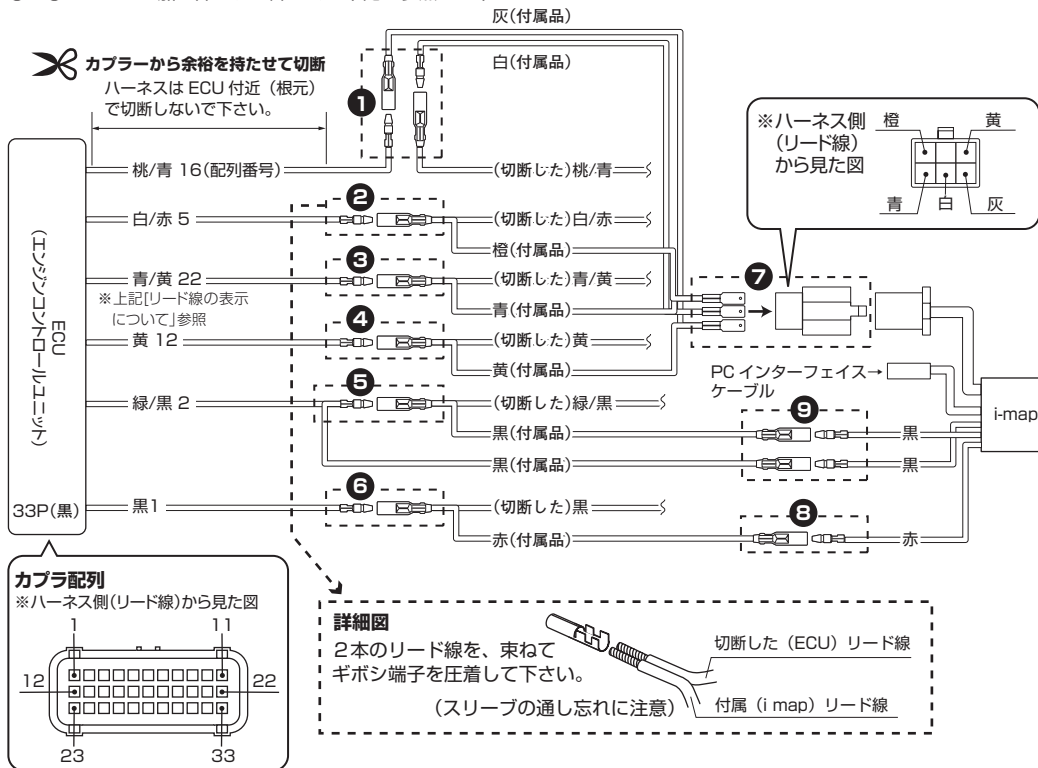 灰(付属品)
カプラーから余裕を持たせて切断
ハーネスは ECU 付近（根元）
で切断しないで下さい。
白(付属品)
❶
※ハーネス側
(リード線)
から見た図
橙
黄
青
白
灰
桃/青 16(配列番号)
(切断した)桃/青
❷
白/赤 5
(切断した)白/赤
橙(付属品)
❸
❼
青/黄 22
(切断した)青/黄
※上記[リード線の表示
について」参照
青(付属品)
❹
黄 12
(切断した)黄
黄(付属品)
PC インターフェイス→
ケーブル
❺
緑/黒 2
(切断した)緑/黒
❾
i-map
黒(付属品)
黒
黒(付属品)
黒
❻
黒1
(切断した)黒
❽
赤(付属品)
赤
ECU
(エンジンコントロールユニット)
33P(黒)
カプラ配列
※ハーネス側(リード線)から見た図
1
11
12
22
23
33
詳細図
２本のリード線を、束ねて
ギボシ端子を圧着して下さい。
(スリーブの通し忘れに注意)
切断した（ECU）リード線
付属（i map）リード線